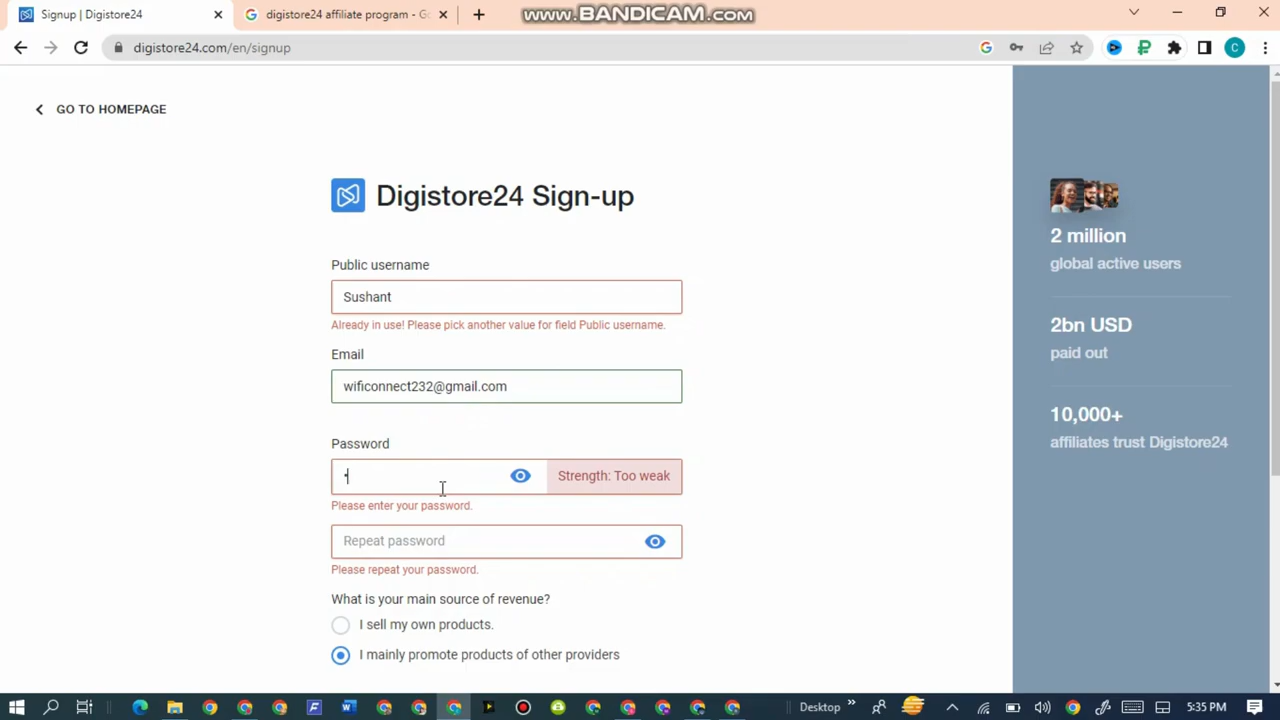 Signup | Digistore24
digistore24 affiliate program - Go
www.BANDICAM.com
digistore24.com/en/signup
C
GO TO HOMEPAGE
Digistore24 Sign-up
Public username
Sushant
Already in use! Please pick another value for field Public username.
Email
wificonnect232@gmail.com
Password
Strength: Too weak
Please enter your password.
Repeat password
Please repeat your password.
What is your main source of revenue?
I sell my own products.
I mainly promote products of other providers
2 million
global active users
2bn USD
paid out
10,000+
affiliates trust Digistore24
Desktop
5:35 PM